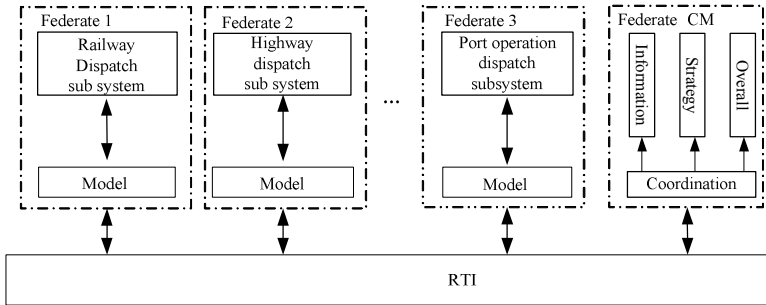 Federate 1
Railway
Dispatch
sub system
Model
Federate 2
Highway
dispatch
sub system
Model
...
Federate 3
Port operation
dispatch
subsystem
Model
Federate CM
Information
Strategy
Overall
Coordination
RTI